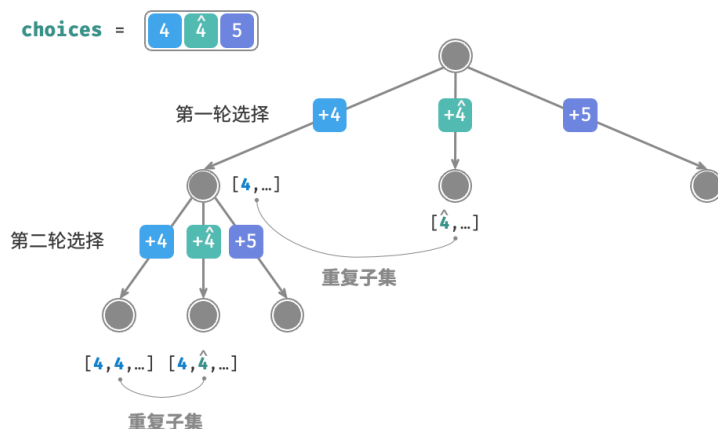 choices = 4 4̂ 5
第一轮选择 +4 +4̂ +5
[4,…]
[4̂,…]
第二轮选择 +4 +4̂ +5
重复子集
[4,4,…] [4,4̂,…]
重复子集